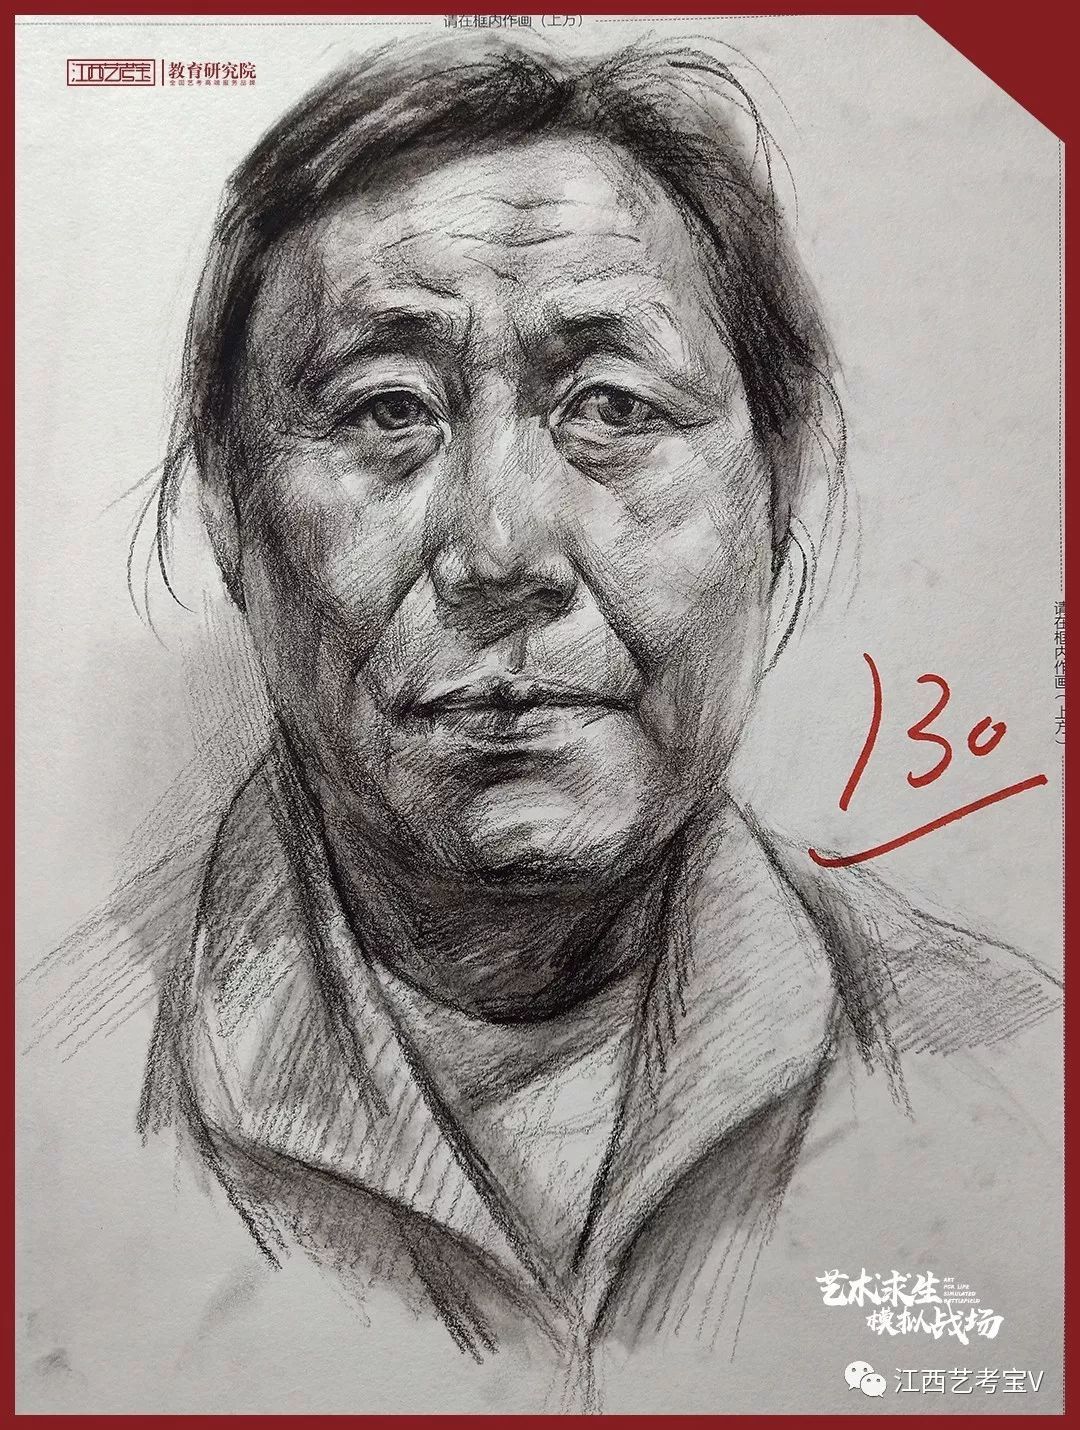 请在框内作画（上方）
江西艺考宝
教育研究院
全国艺考高端服务品牌
请在框内作画（上方）
130
艺术求生
ART
FOR LIFE
SIMULATED
BATTLEFIELD
模拟战场
江西艺考宝V